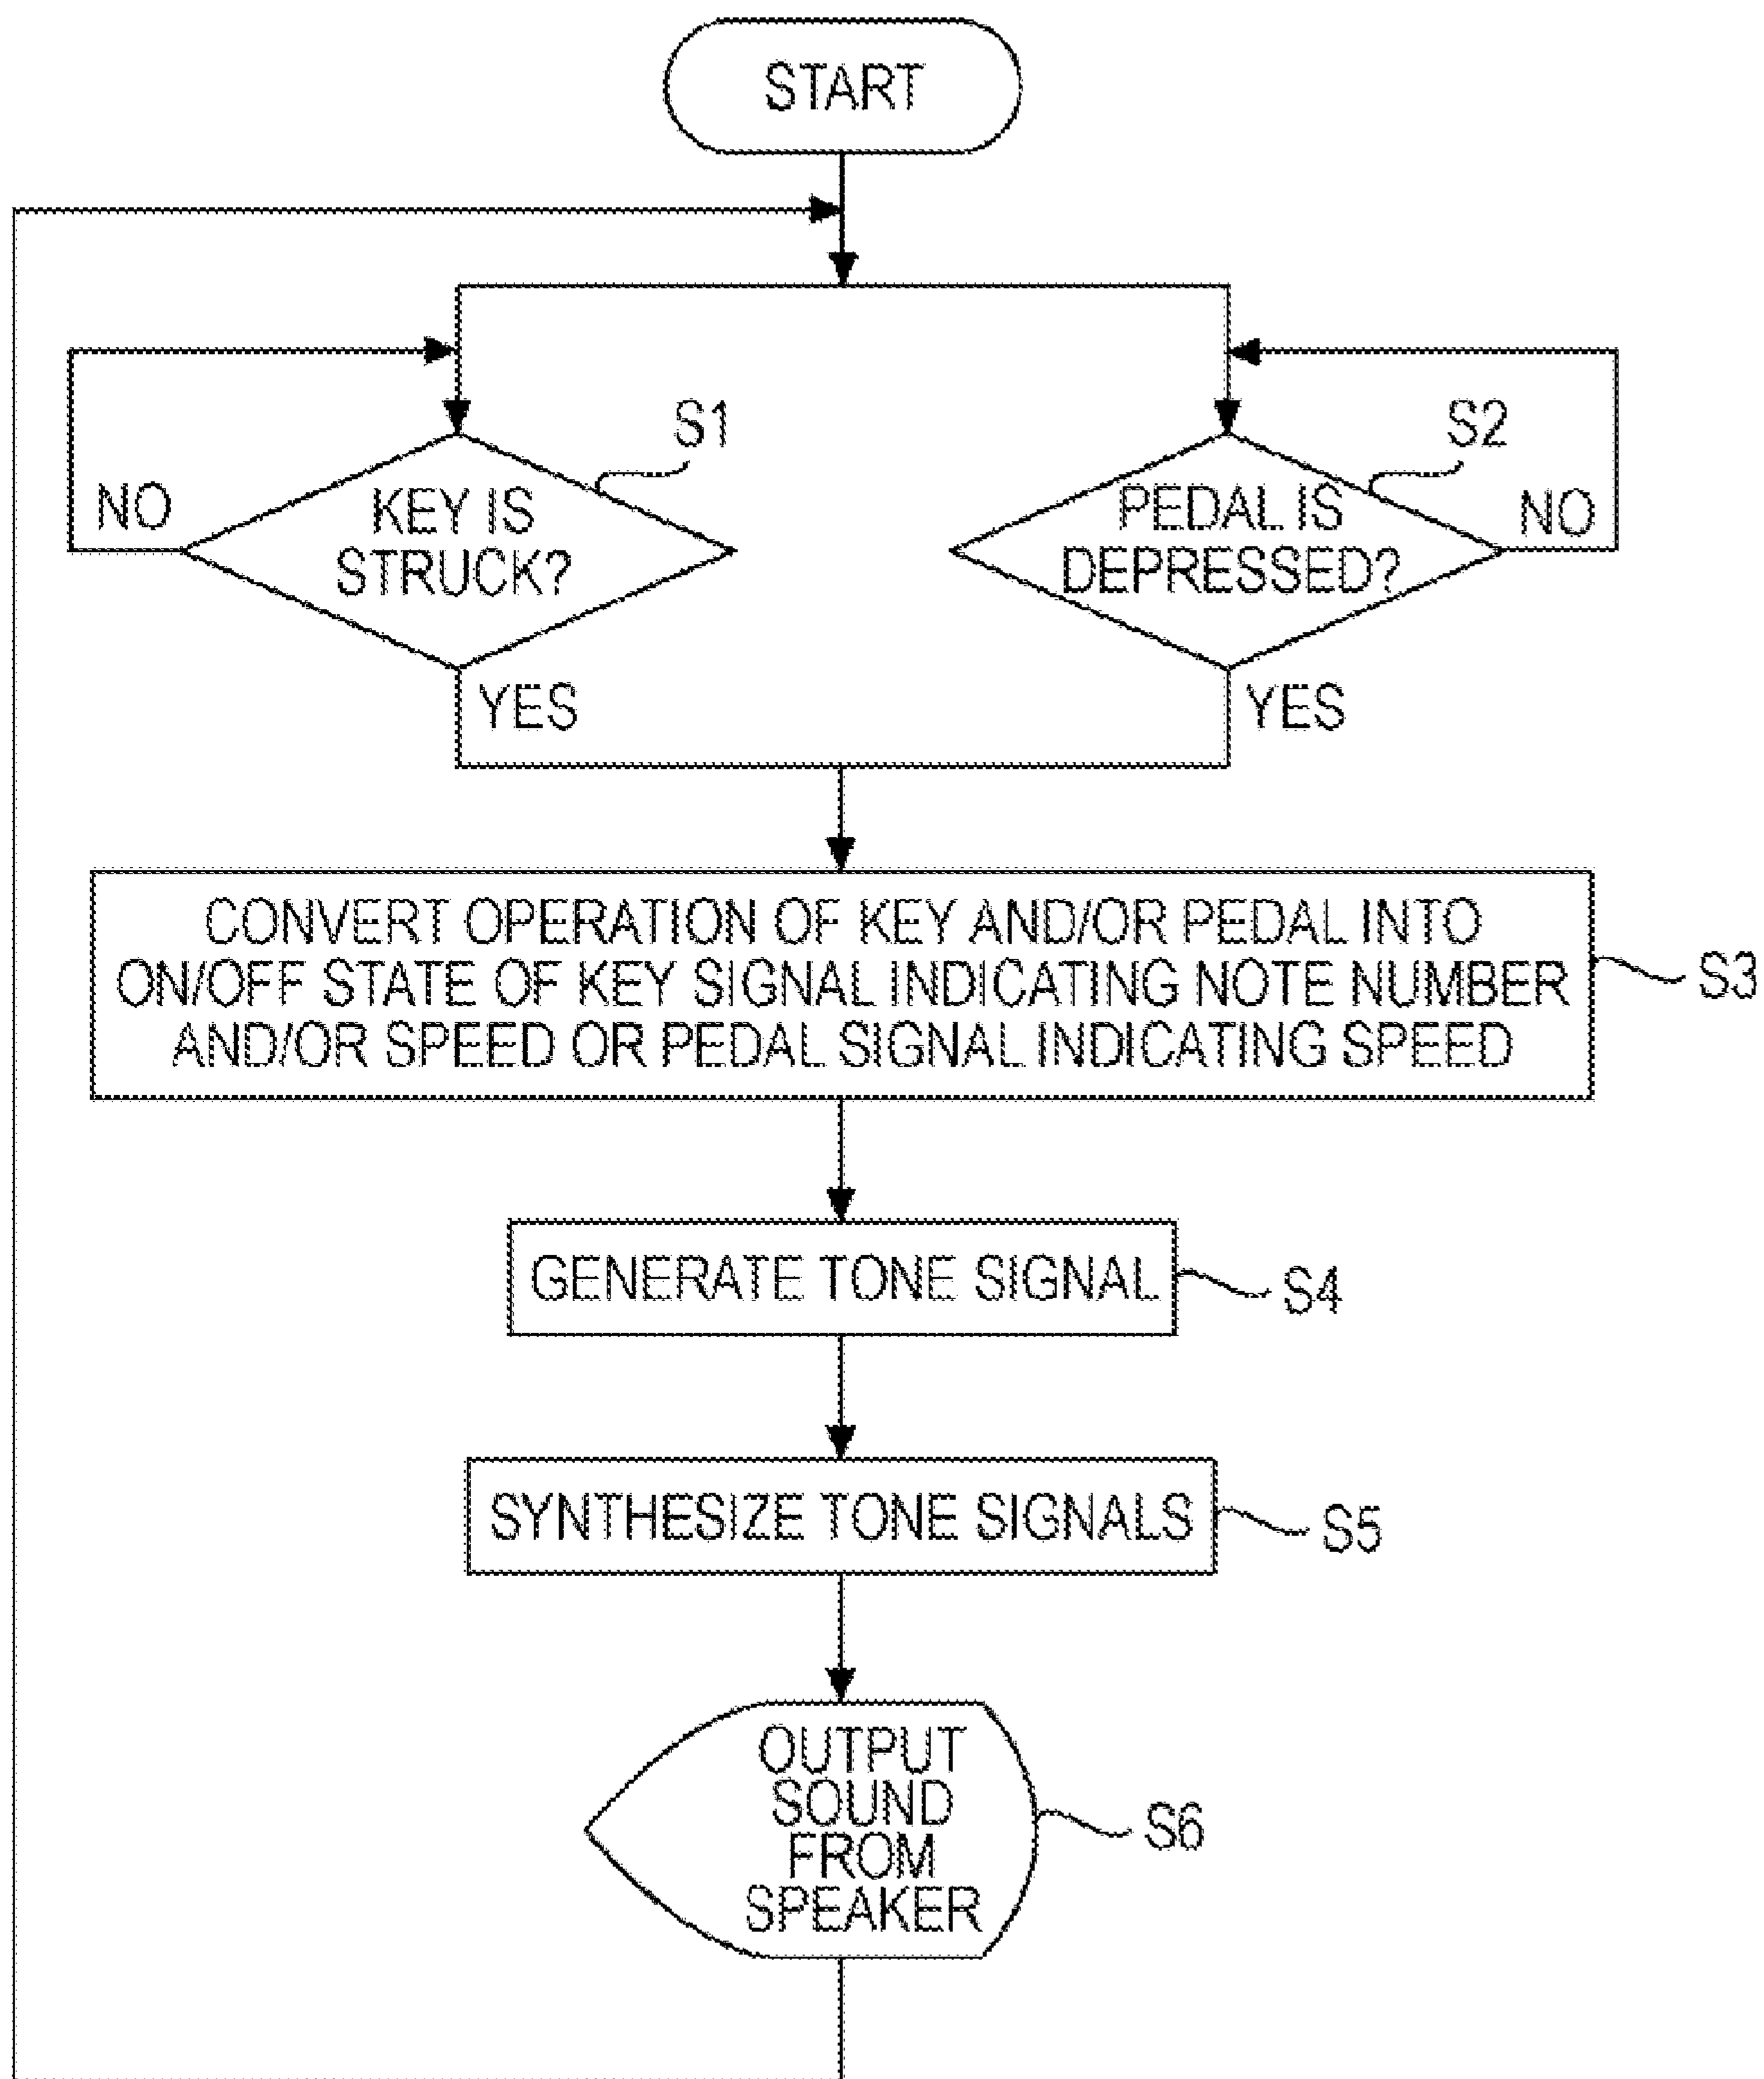 START
S1
S2
NO
KEY IS
STRUCK?
PEDAL IS
DEPRESSED?
NO
YES
YES
CONVERT OPERATION OF KEY AND/OR PEDAL INTO
ON/OFF STATE OF KEY SIGNAL INDICATING NOTE NUMBER
AND/OR SPEED OR PEDAL SIGNAL INDICATING SPEED
S3
GENERATE TONE SIGNAL
S4
SYNTHESIZE TONE SIGNALS
S5
OUTPUT
SOUND
FROM
SPEAKER
S6